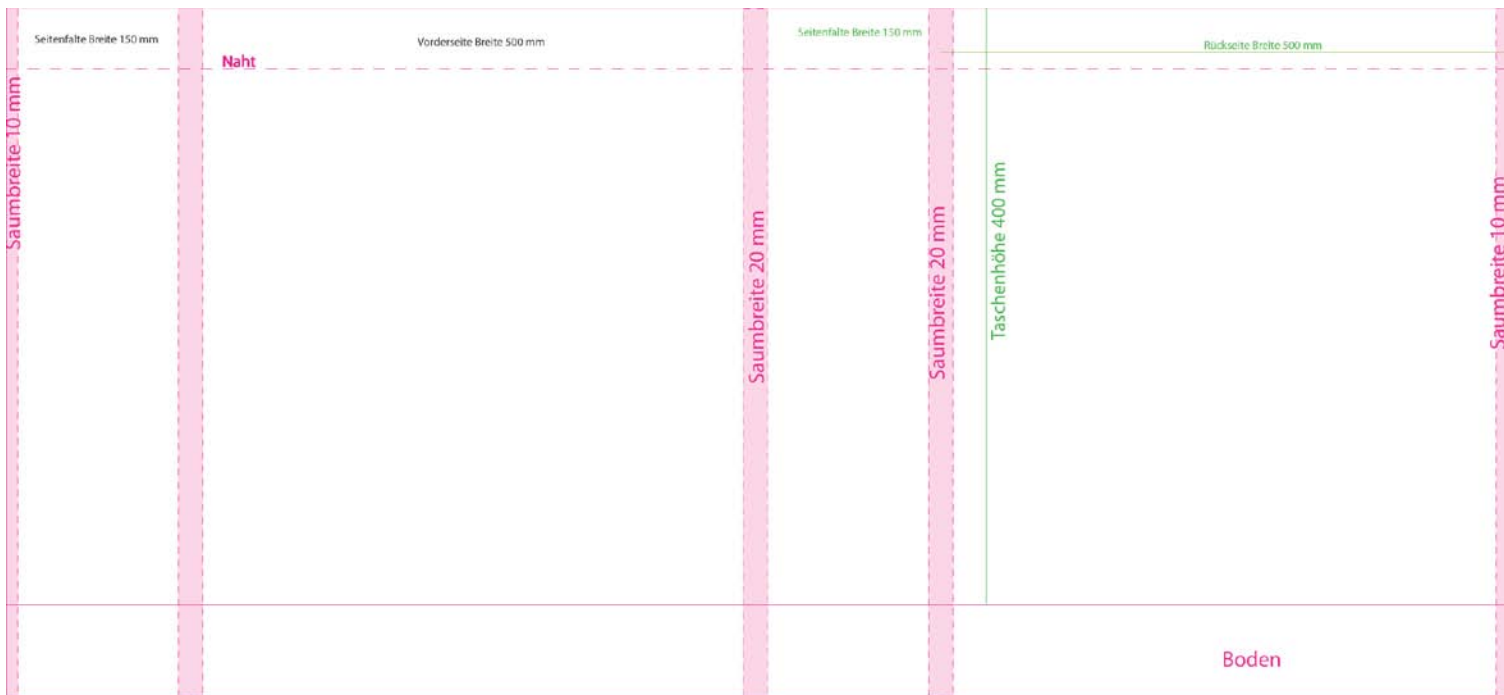 Seitenfalte Breite 150 mm
Vorderseite Breite 500 mm
Seitenfalte Breite 150 mm
Rückseite Breite 500 mm
Naht
Saumbreite 10 mm
Saumbreite 20 mm
Saumbreite 20 mm
Taschenhöhe 400 mm
Saumbreite 10 mm
Boden